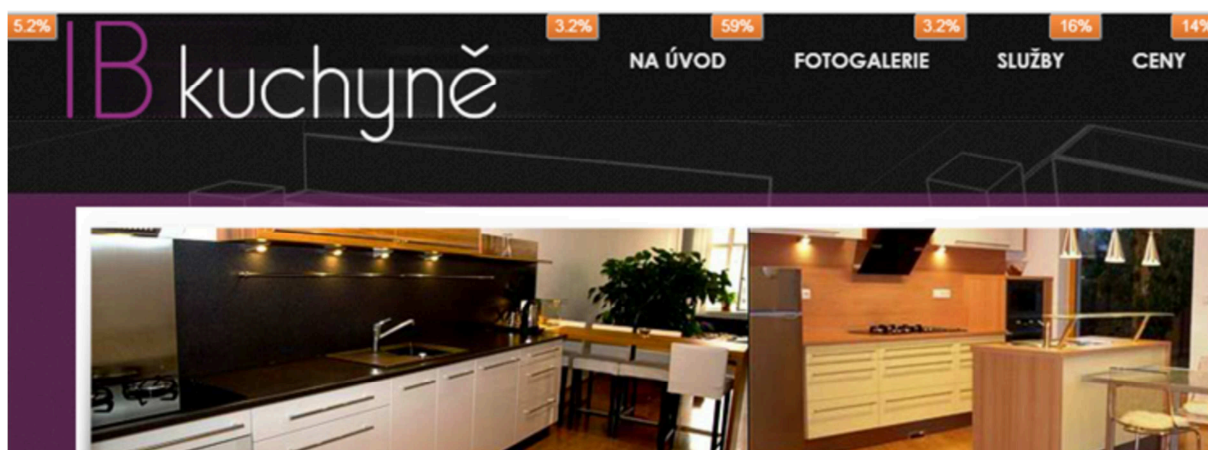 5.2% 3.2% 59% 3.2% 16% 14%
IB kuchyně
NA ÚVOD FOTOGALERIE SLUŽBY CENY